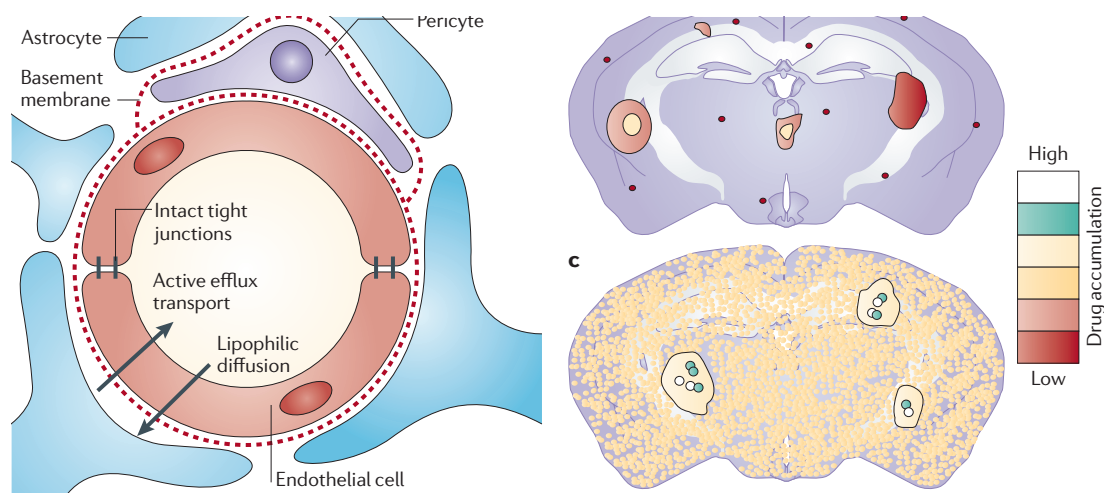 Pericyte
Astrocyte
Basement
membrane
Intact tight
junctions
Active efflux
transport
Lipophilic
diffusion
Endothelial cell
c
High
Drug accumulation
Low